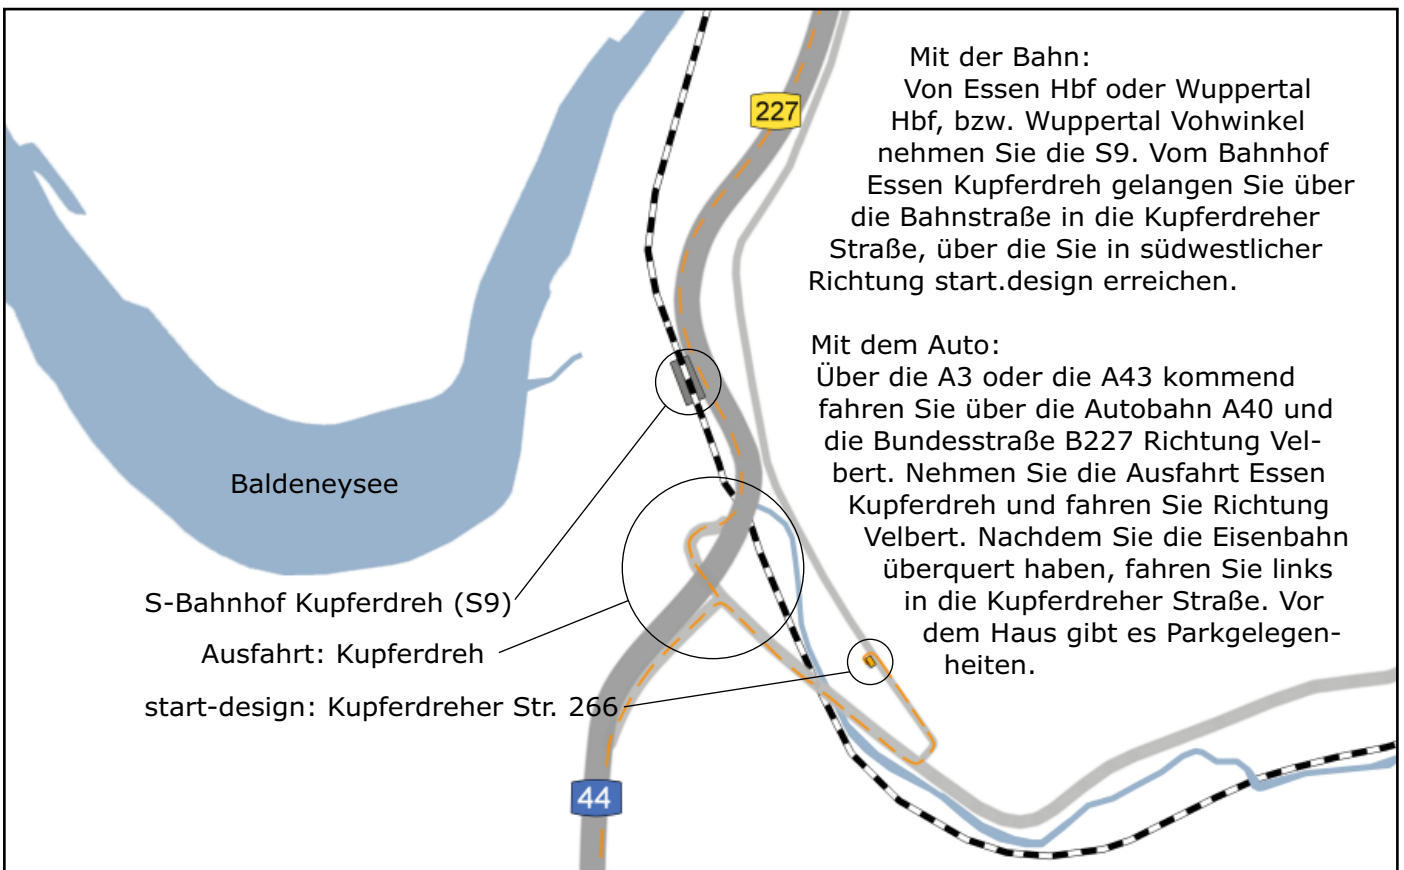 227
Mit der Bahn:
Von Essen Hbf oder Wuppertal
Hbf, bzw. Wuppertal Vohwinkel
nehmen Sie die S9. Vom Bahnhof
Essen Kupferdreh gelangen Sie über
die Bahnstraße in die Kupferdreher
Straße, über die Sie in südwestlicher
Richtung start.design erreichen.
Mit dem Auto:
Über die A3 oder die A43 kommend
fahren Sie über die Autobahn A40 und
die Bundesstraße B227 Richtung Vel-
bert. Nehmen Sie die Ausfahrt Essen
Kupferdreh und fahren Sie Richtung
Velbert. Nachdem Sie die Eisenbahn
überquert haben, fahren Sie links
in die Kupferdreher Straße. Vor
dem Haus gibt es Parkgelegen-
heiten.
Baldeneysee
S-Bahnhof Kupferdreh (S9)
Ausfahrt: Kupferdreh
start-design: Kupferdreher Str. 266
44